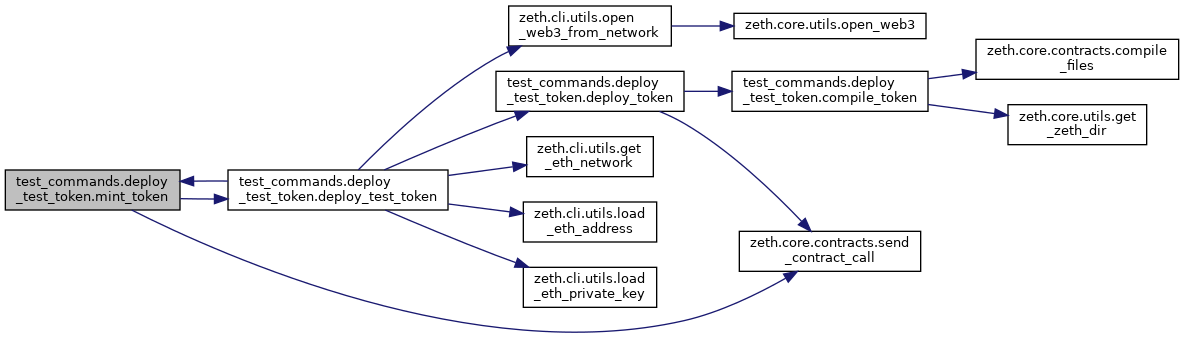 test_commands.deploy
_test_token.mint_token
test_commands.deploy
_test_token.deploy_test_token
zeth.cli.utils.open
_web3_from_network
zeth.core.utils.open_web3
test_commands.deploy
_test_token.deploy_token
test_commands.deploy
_test_token.compile_token
zeth.core.contracts.compile
_files
zeth.core.utils.get
_zeth_dir
zeth.cli.utils.get
_eth_network
zeth.cli.utils.load
_eth_address
zeth.core.contracts.send
_contract_call
zeth.cli.utils.load
_eth_private_key